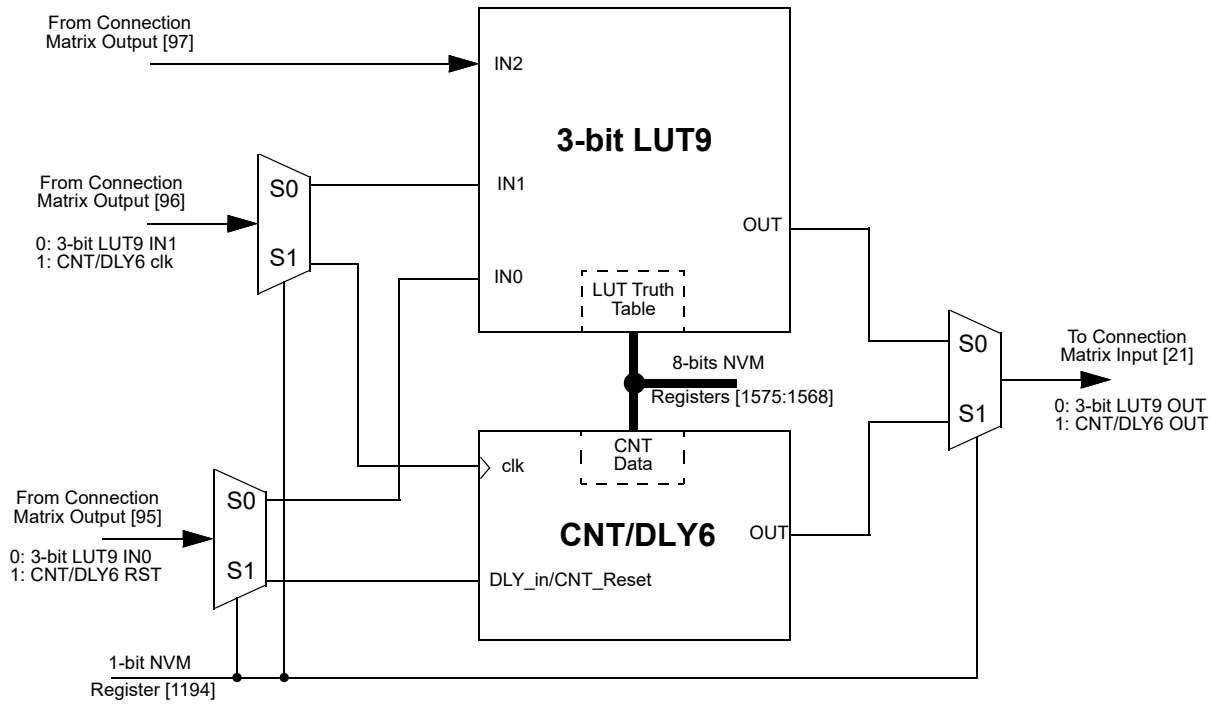 From Connection
Matrix Output [97]
IN2
3-bit LUT9
From Connection
Matrix Output [96]
0: 3-bit LUT9 IN1
1: CNT/DLY6 clk
S0
S1
IN1
IN0
OUT
LUT Truth
Table
8-bits NVM
Registers [1575:1568]
S0
S1
To Connection
Matrix Input [21]
0: 3-bit LUT9 OUT
1: CNT/DLY6 OUT
CNT
Data
clk
CNT/DLY6
OUT
DLY_in/CNT_Reset
From Connection
Matrix Output [95]
0: 3-bit LUT9 IN0
1: CNT/DLY6 RST
S0
S1
1-bit NVM
Register [1194]